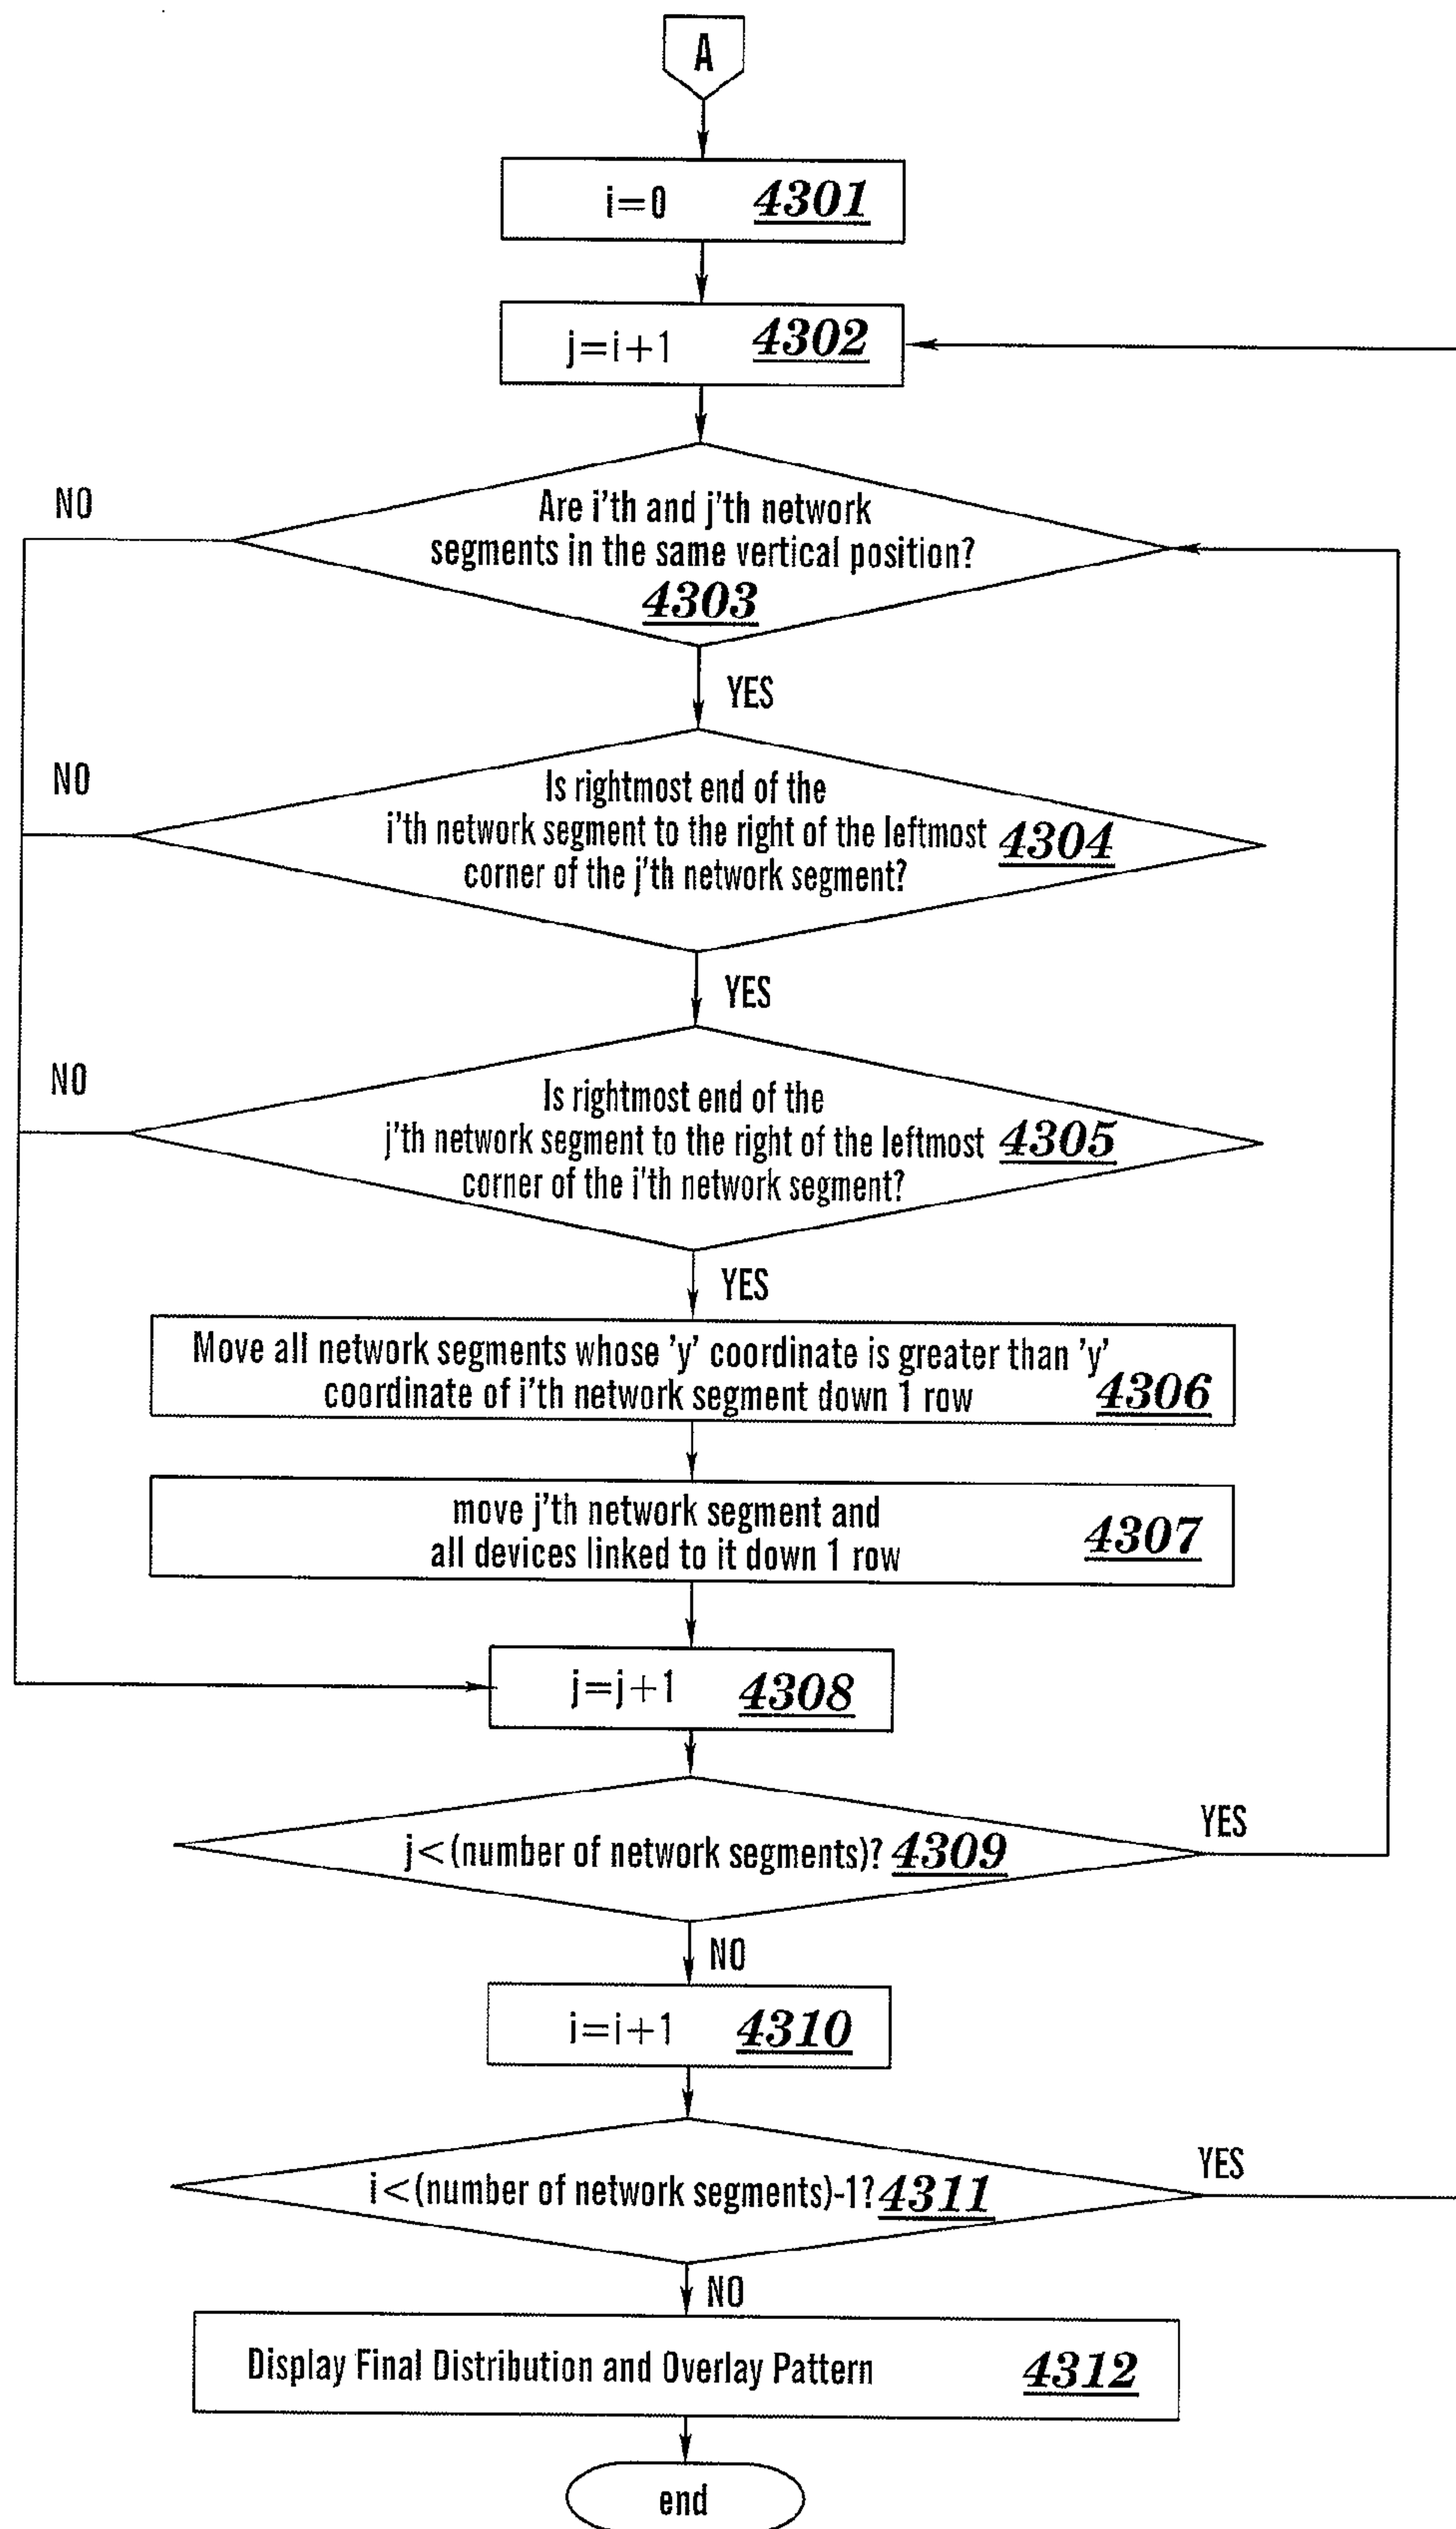 A
i=0 4301
j=i+1 4302
NO
Are i'th and j'th network
segments in the same vertical position?
4303
YES
NO
Is rightmost end of the
i'th network segment to the right of the leftmost 4304
corner of the j'th network segment?
YES
NO
Is rightmost end of the
j'th network segment to the right of the leftmost 4305
corner of the i'th network segment?
YES
Move all network segments whose 'y' coordinate is greater than 'y'
coordinate of i'th network segment down 1 row 4306
move j'th network segment and
all devices linked to it down 1 row 4307
j=j+1 4308
j<(number of network segments)? 4309
YES
NO
i=i+1 4310
i<(number of network segments)-1? 4311
YES
NO
Display Final Distribution and Overlay Pattern 4312
end